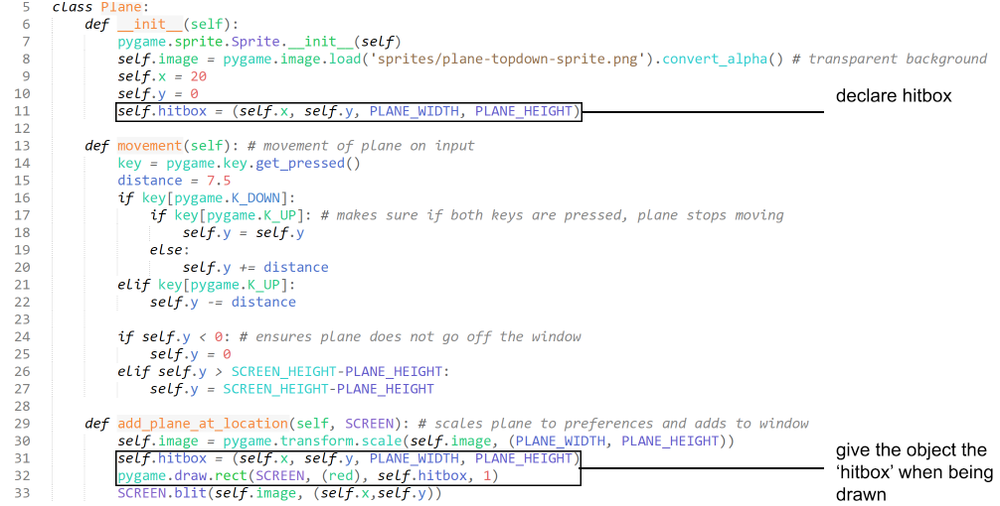 5 class Plane:
6     def __init__(self):
7         pygame.sprite.Sprite.__init__(self)
8         self.image = pygame.image.load('sprites/plane-topdown-sprite.png').convert_alpha() # transparent background
9         self.x = 20
10         self.y = 0
11         self.hitbox = (self.x, self.y, PLANE_WIDTH, PLANE_HEIGHT)
declare hitbox
12
13     def movement(self): # movement of plane on input
14         key = pygame.key.get_pressed()
15         distance = 7.5
16         if key[pygame.K_DOWN]:
17             if key[pygame.K_UP]: # makes sure if both keys are pressed, plane stops moving
18                 self.y = self.y
19             else:
20                 self.y += distance
21         elif key[pygame.K_UP]:
22             self.y -= distance
23
24         if self.y < 0: # ensures plane does not go off the window
25             self.y = 0
26         elif self.y > SCREEN_HEIGHT-PLANE_HEIGHT:
27             self.y = SCREEN_HEIGHT-PLANE_HEIGHT
28
29     def add_plane_at_location(self, SCREEN): # scales plane to preferences and adds to window
30         self.image = pygame.transform.scale(self.image, (PLANE_WIDTH, PLANE_HEIGHT))
31         self.hitbox = (self.x, self.y, PLANE_WIDTH, PLANE_HEIGHT)
32         pygame.draw.rect(SCREEN, (red), self.hitbox, 1)
33         SCREEN.blit(self.image, (self.x,self.y))
give the object the
‘hitbox’ when being
drawn